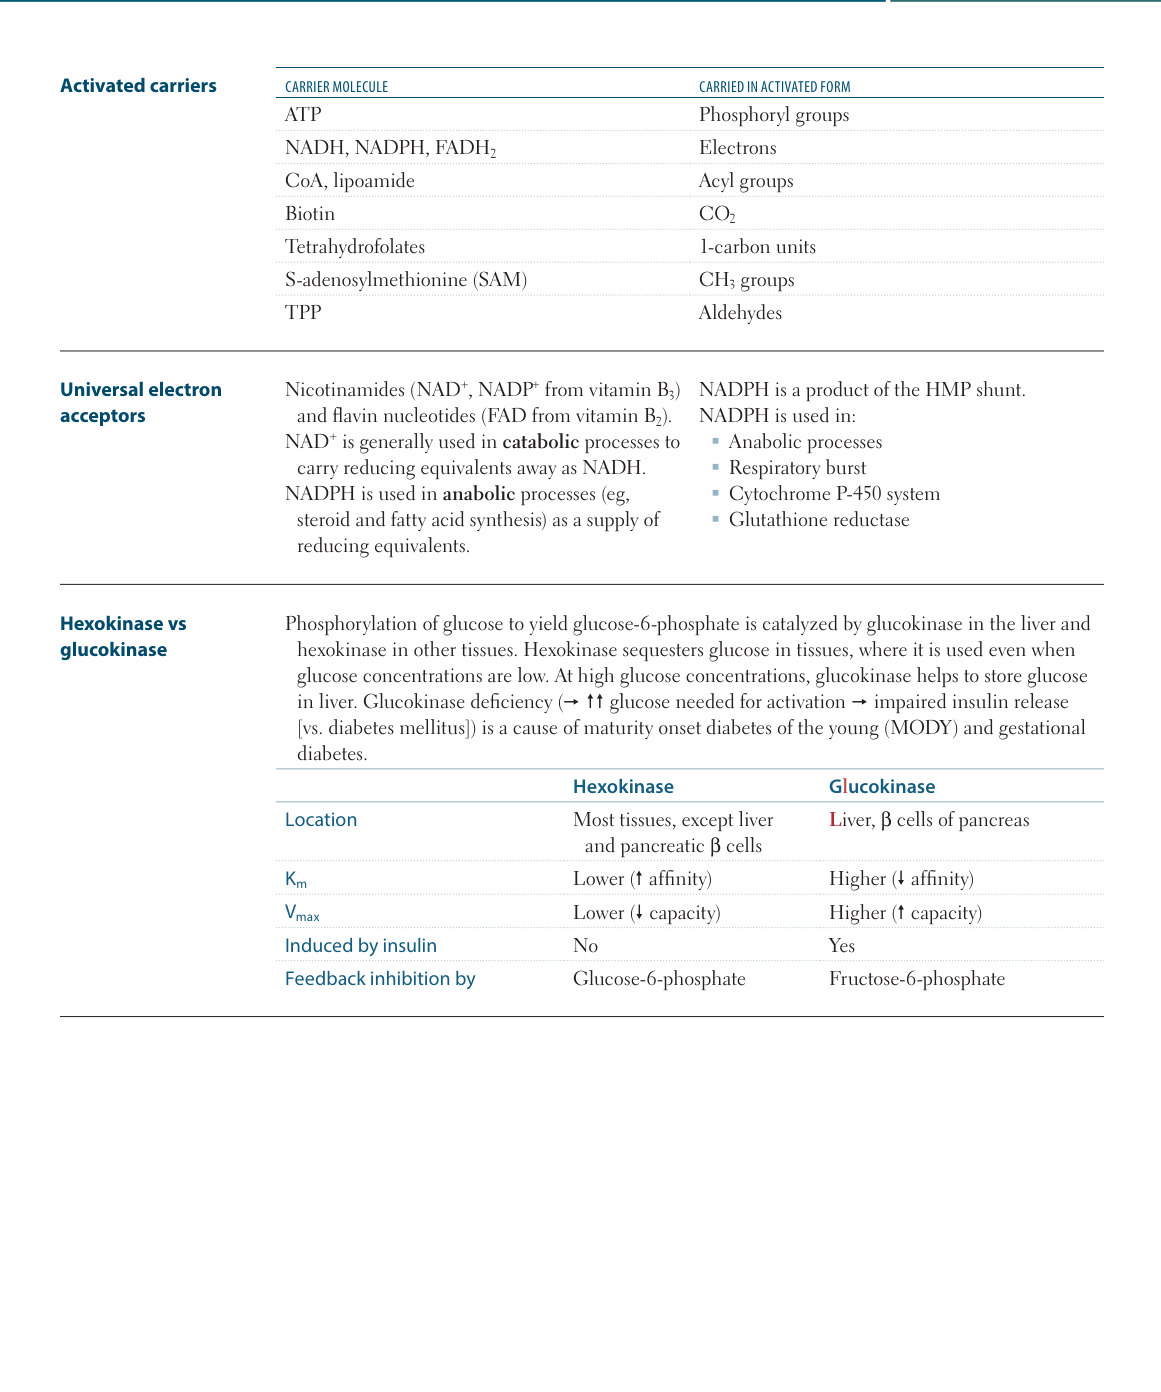 Activated carriers
CARRIER MOLECULE CARRIED IN ACTIVATED FORM
ATP Phosphoryl groups
NADH, NADPH, FADH₂ Electrons
CoA, lipoamide Acyl groups
Biotin CO₂
Tetrahydrofolates 1-carbon units
S-adenosylmethionine (SAM) CH₃ groups
TPP Aldehydes
Universal electron
acceptors
Nicotinamides (NAD⁺, NADP⁺ from vitamin B₃)
and flavin nucleotides (FAD from vitamin B₂).
NAD⁺ is generally used in catabolic processes to
carry reducing equivalents away as NADH.
NADPH is used in anabolic processes (eg,
steroid and fatty acid synthesis) as a supply of
reducing equivalents.
NADPH is a product of the HMP shunt.
NADPH is used in:
▪ Anabolic processes
▪ Respiratory burst
▪ Cytochrome P-450 system
▪ Glutathione reductase
Hexokinase vs
glucokinase
Phosphorylation of glucose to yield glucose-6-phosphate is catalyzed by glucokinase in the liver and
hexokinase in other tissues. Hexokinase sequesters glucose in tissues, where it is used even when
glucose concentrations are low. At high glucose concentrations, glucokinase helps to store glucose
in liver. Glucokinase deficiency (→ ↑↑ glucose needed for activation → impaired insulin release
[vs. diabetes mellitus]) is a cause of maturity onset diabetes of the young (MODY) and gestational
diabetes.
Hexokinase Glucokinase
Location Most tissues, except liver Liver, β cells of pancreas
and pancreatic β cells
Kₘ Lower (↑ affinity) Higher (↓ affinity)
Vmax Lower (↓ capacity) Higher (↑ capacity)
Induced by insulin No Yes
Feedback inhibition by Glucose-6-phosphate Fructose-6-phosphate